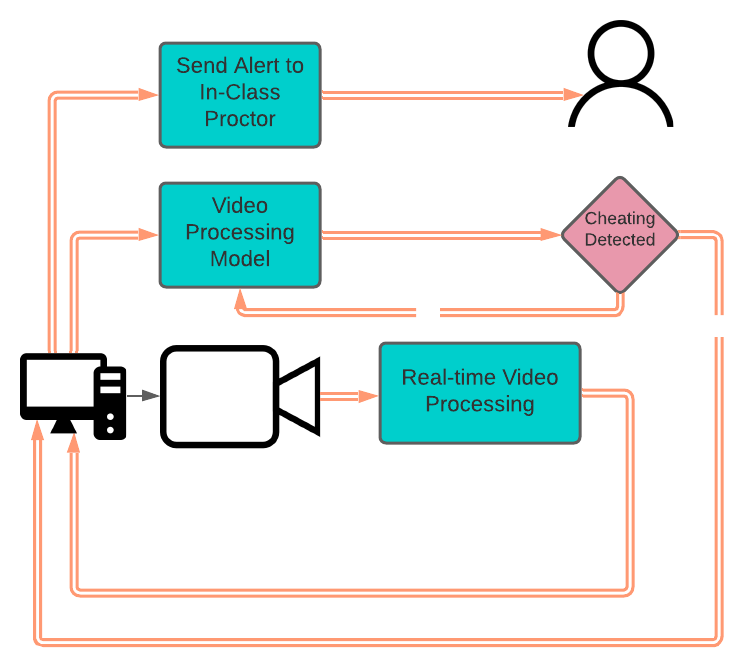 Send Alert to
In-Class
Proctor
Video
Processing
Model
Cheating
Detected
Real-time Video
Processing